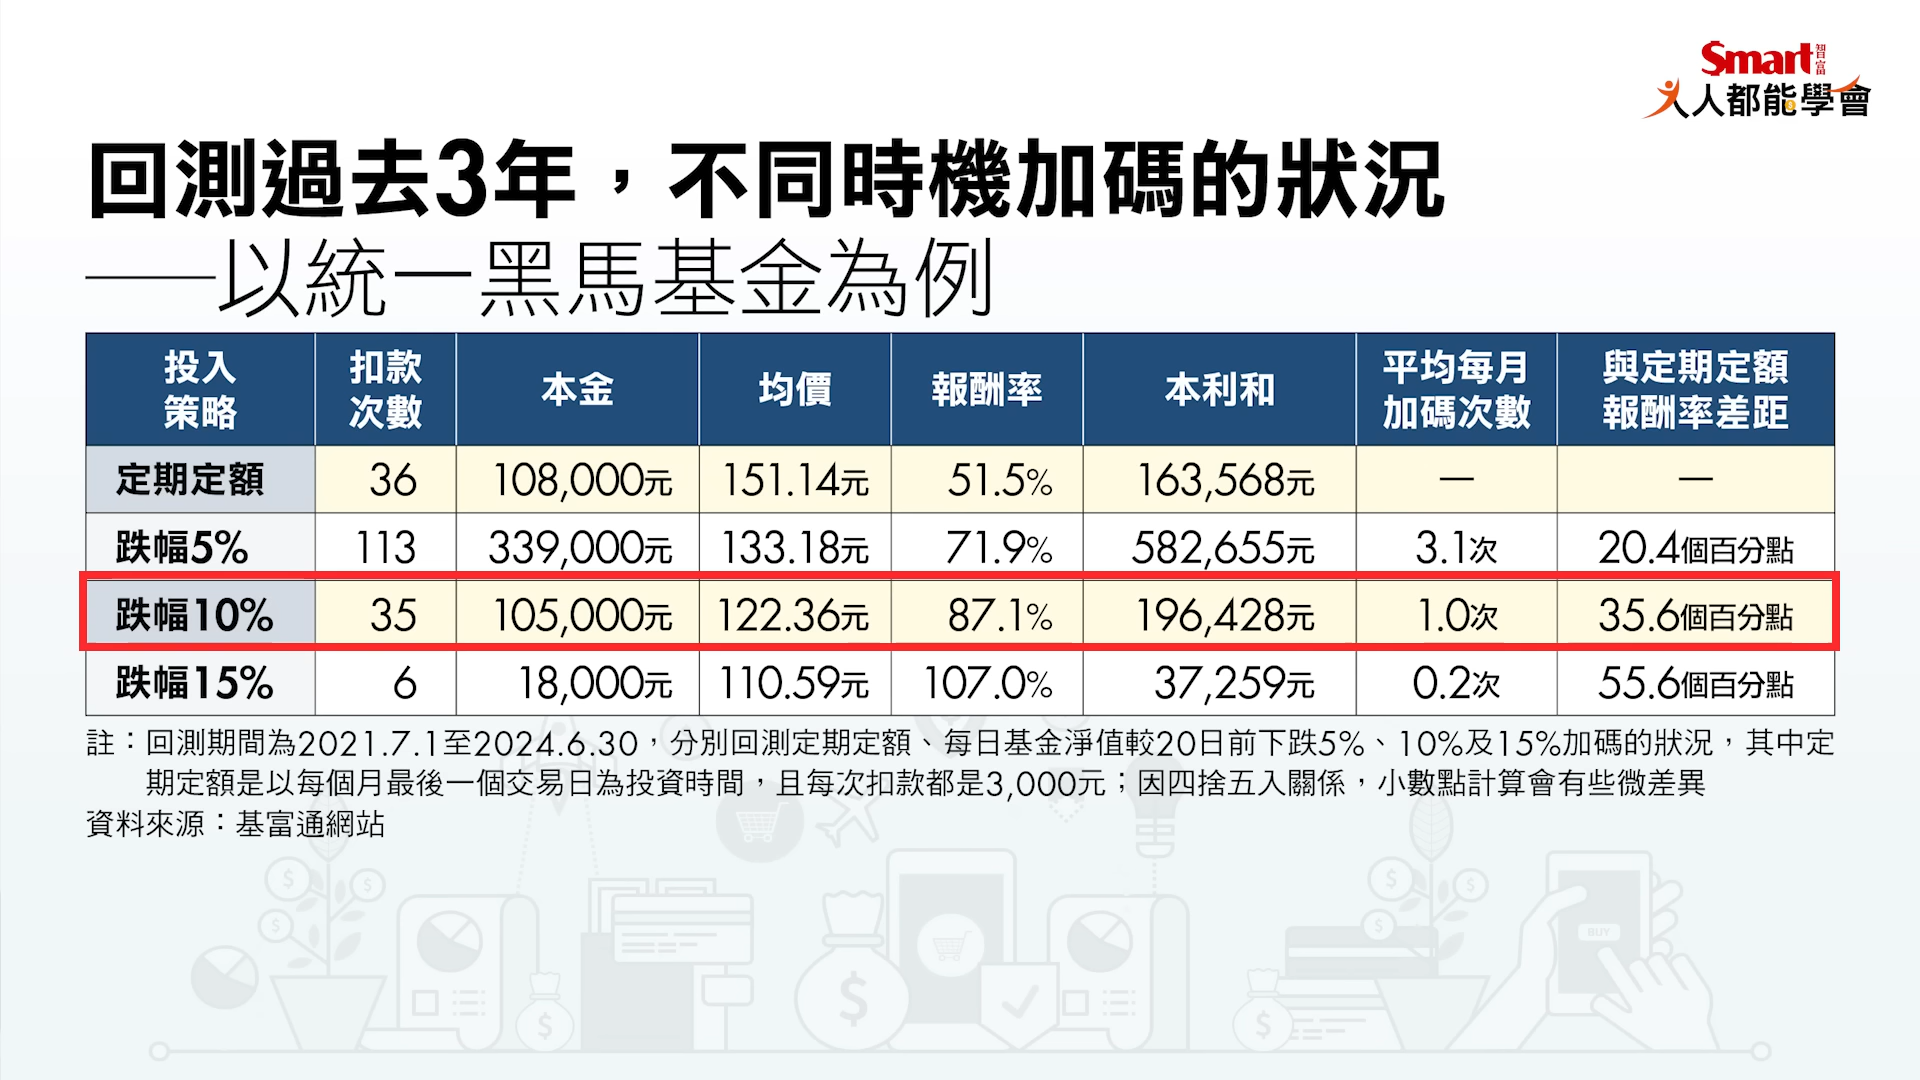 Smart智富
人人都能學會
回測過去3年，不同時機加碼的狀況
──以統一黑馬基金為例
投入策略 扣款次數 本金 均價 報酬率 本利和 平均每月加碼次數 與定期定額報酬率差距
定期定額 36 108,000元 151.14元 51.5% 163,568元 — —
跌幅5% 113 339,000元 133.18元 71.9% 582,655元 3.1次 20.4個百分點
跌幅10% 35 105,000元 122.36元 87.1% 196,428元 1.0次 35.6個百分點
跌幅15% 6 18,000元 110.59元 107.0% 37,259元 0.2次 55.6個百分點
註：回測期間為2021.7.1至2024.6.30，分別回測定期定額、每日基金淨值較20日前下跌5%、10%及15%加碼的狀況，其中定
期定額是以每個月最後一個交易日為投資時間，且每次扣款都是3,000元；因四捨五入關係，小數點計算會有些微差異
資料來源：基富通網站
BUY